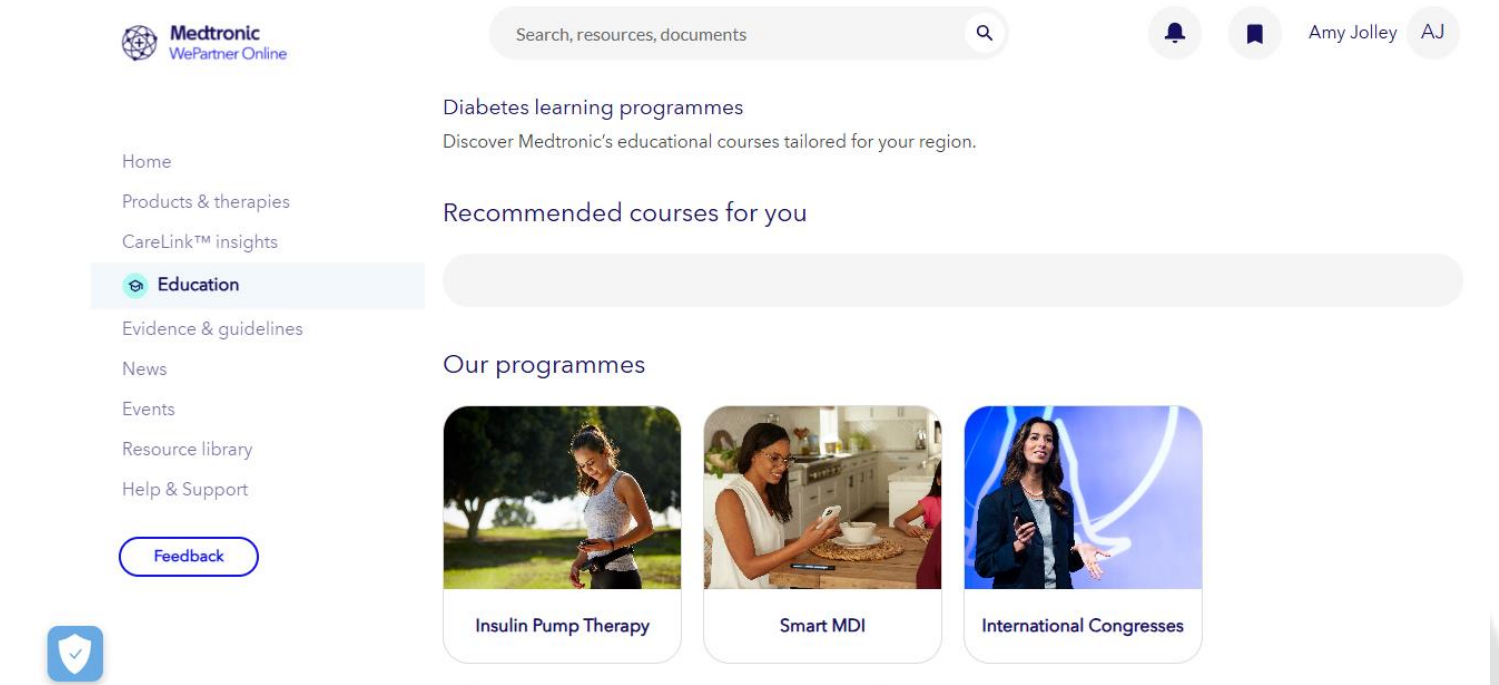 Medtronic
WePartner Online
Search, resources, documents
Amy Jolley
AJ
Diabetes learning programmes
Discover Medtronic's educational courses tailored for your region.
Home
Products & therapies
CareLink™ insights
Education
Evidence & guidelines
News
Events
Resource library
Help & Support
Feedback
Recommended courses for you
Our programmes
Insulin Pump Therapy
Smart MDI
International Congresses